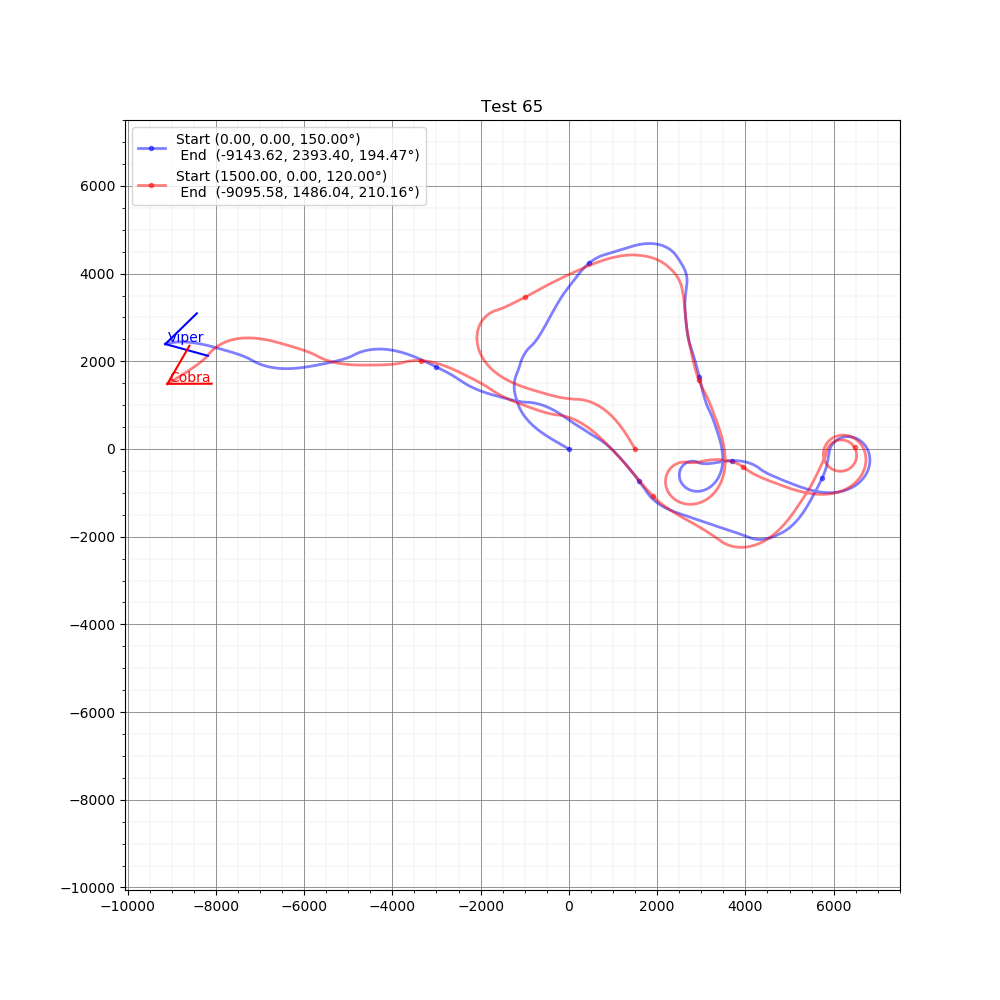 Test 65
Start (0.00, 0.00, 150.00°)
End (-9143.62, 2393.40, 194.47°)
Start (1500.00, 0.00, 120.00°)
End (-9095.58, 1486.04, 210.16°)
6000
4000
2000
0
−2000
−4000
−6000
−8000
−10000
Viper
Cobra
−10000 −8000 −6000 −4000 −2000 0 2000 4000 6000